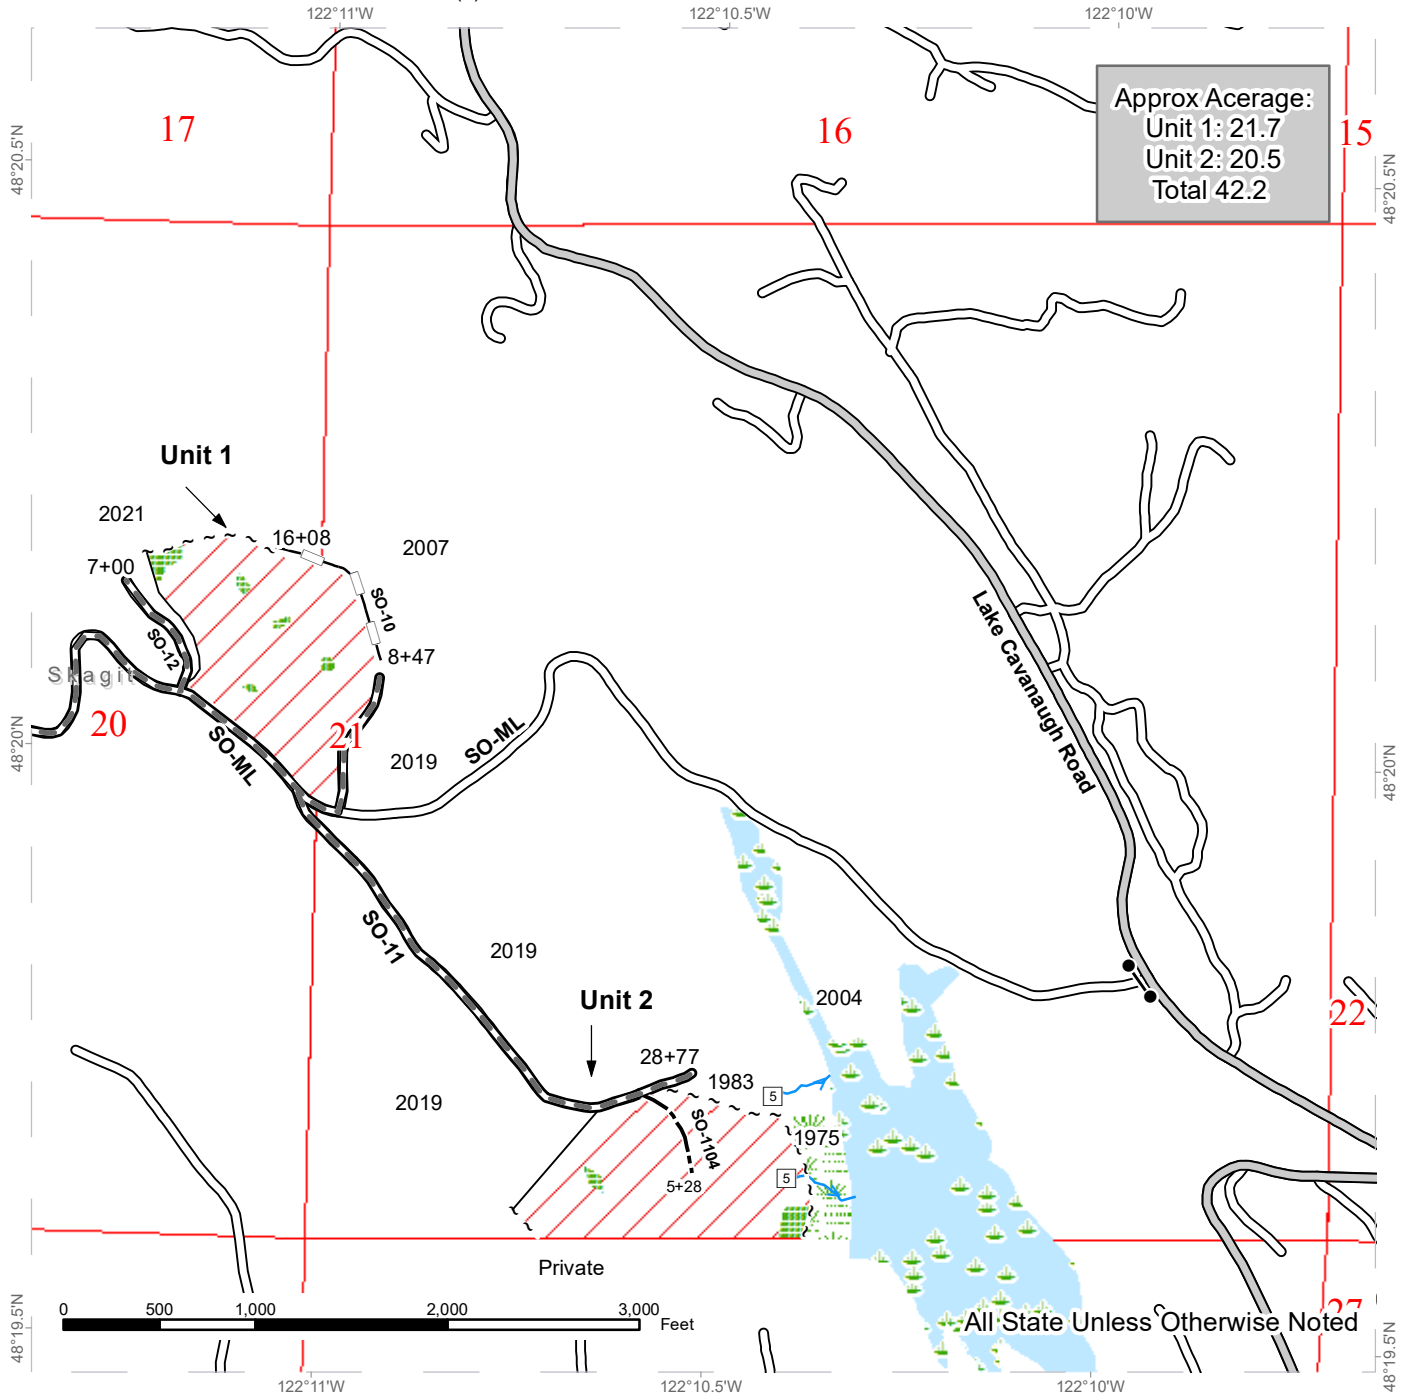 122°11'W
122°10.5'W
122°10'W
48°20.5'N
48°20.5'N
17
16
15
Approx Acerage:
Unit 1: 21.7
Unit 2: 20.5
Total 42.2
Unit 1
2021
16+08
2007
7+00
SO-10
SO-12
8+47
Skagit
20
21
SO-ML
SO-ML
2019
Lake Cavanaugh Road
48°20'N
48°20'N
SO-11
2019
Unit 2
2004
22
28+77
1983
5
2019
SO-1104
1975
5
5+28
Private
0
500
1,000
2,000
3,000
Feet
27
All State Unless Otherwise Noted
48°19.5'N
48°19.5'N
122°11'W
122°10.5'W
122°10'W